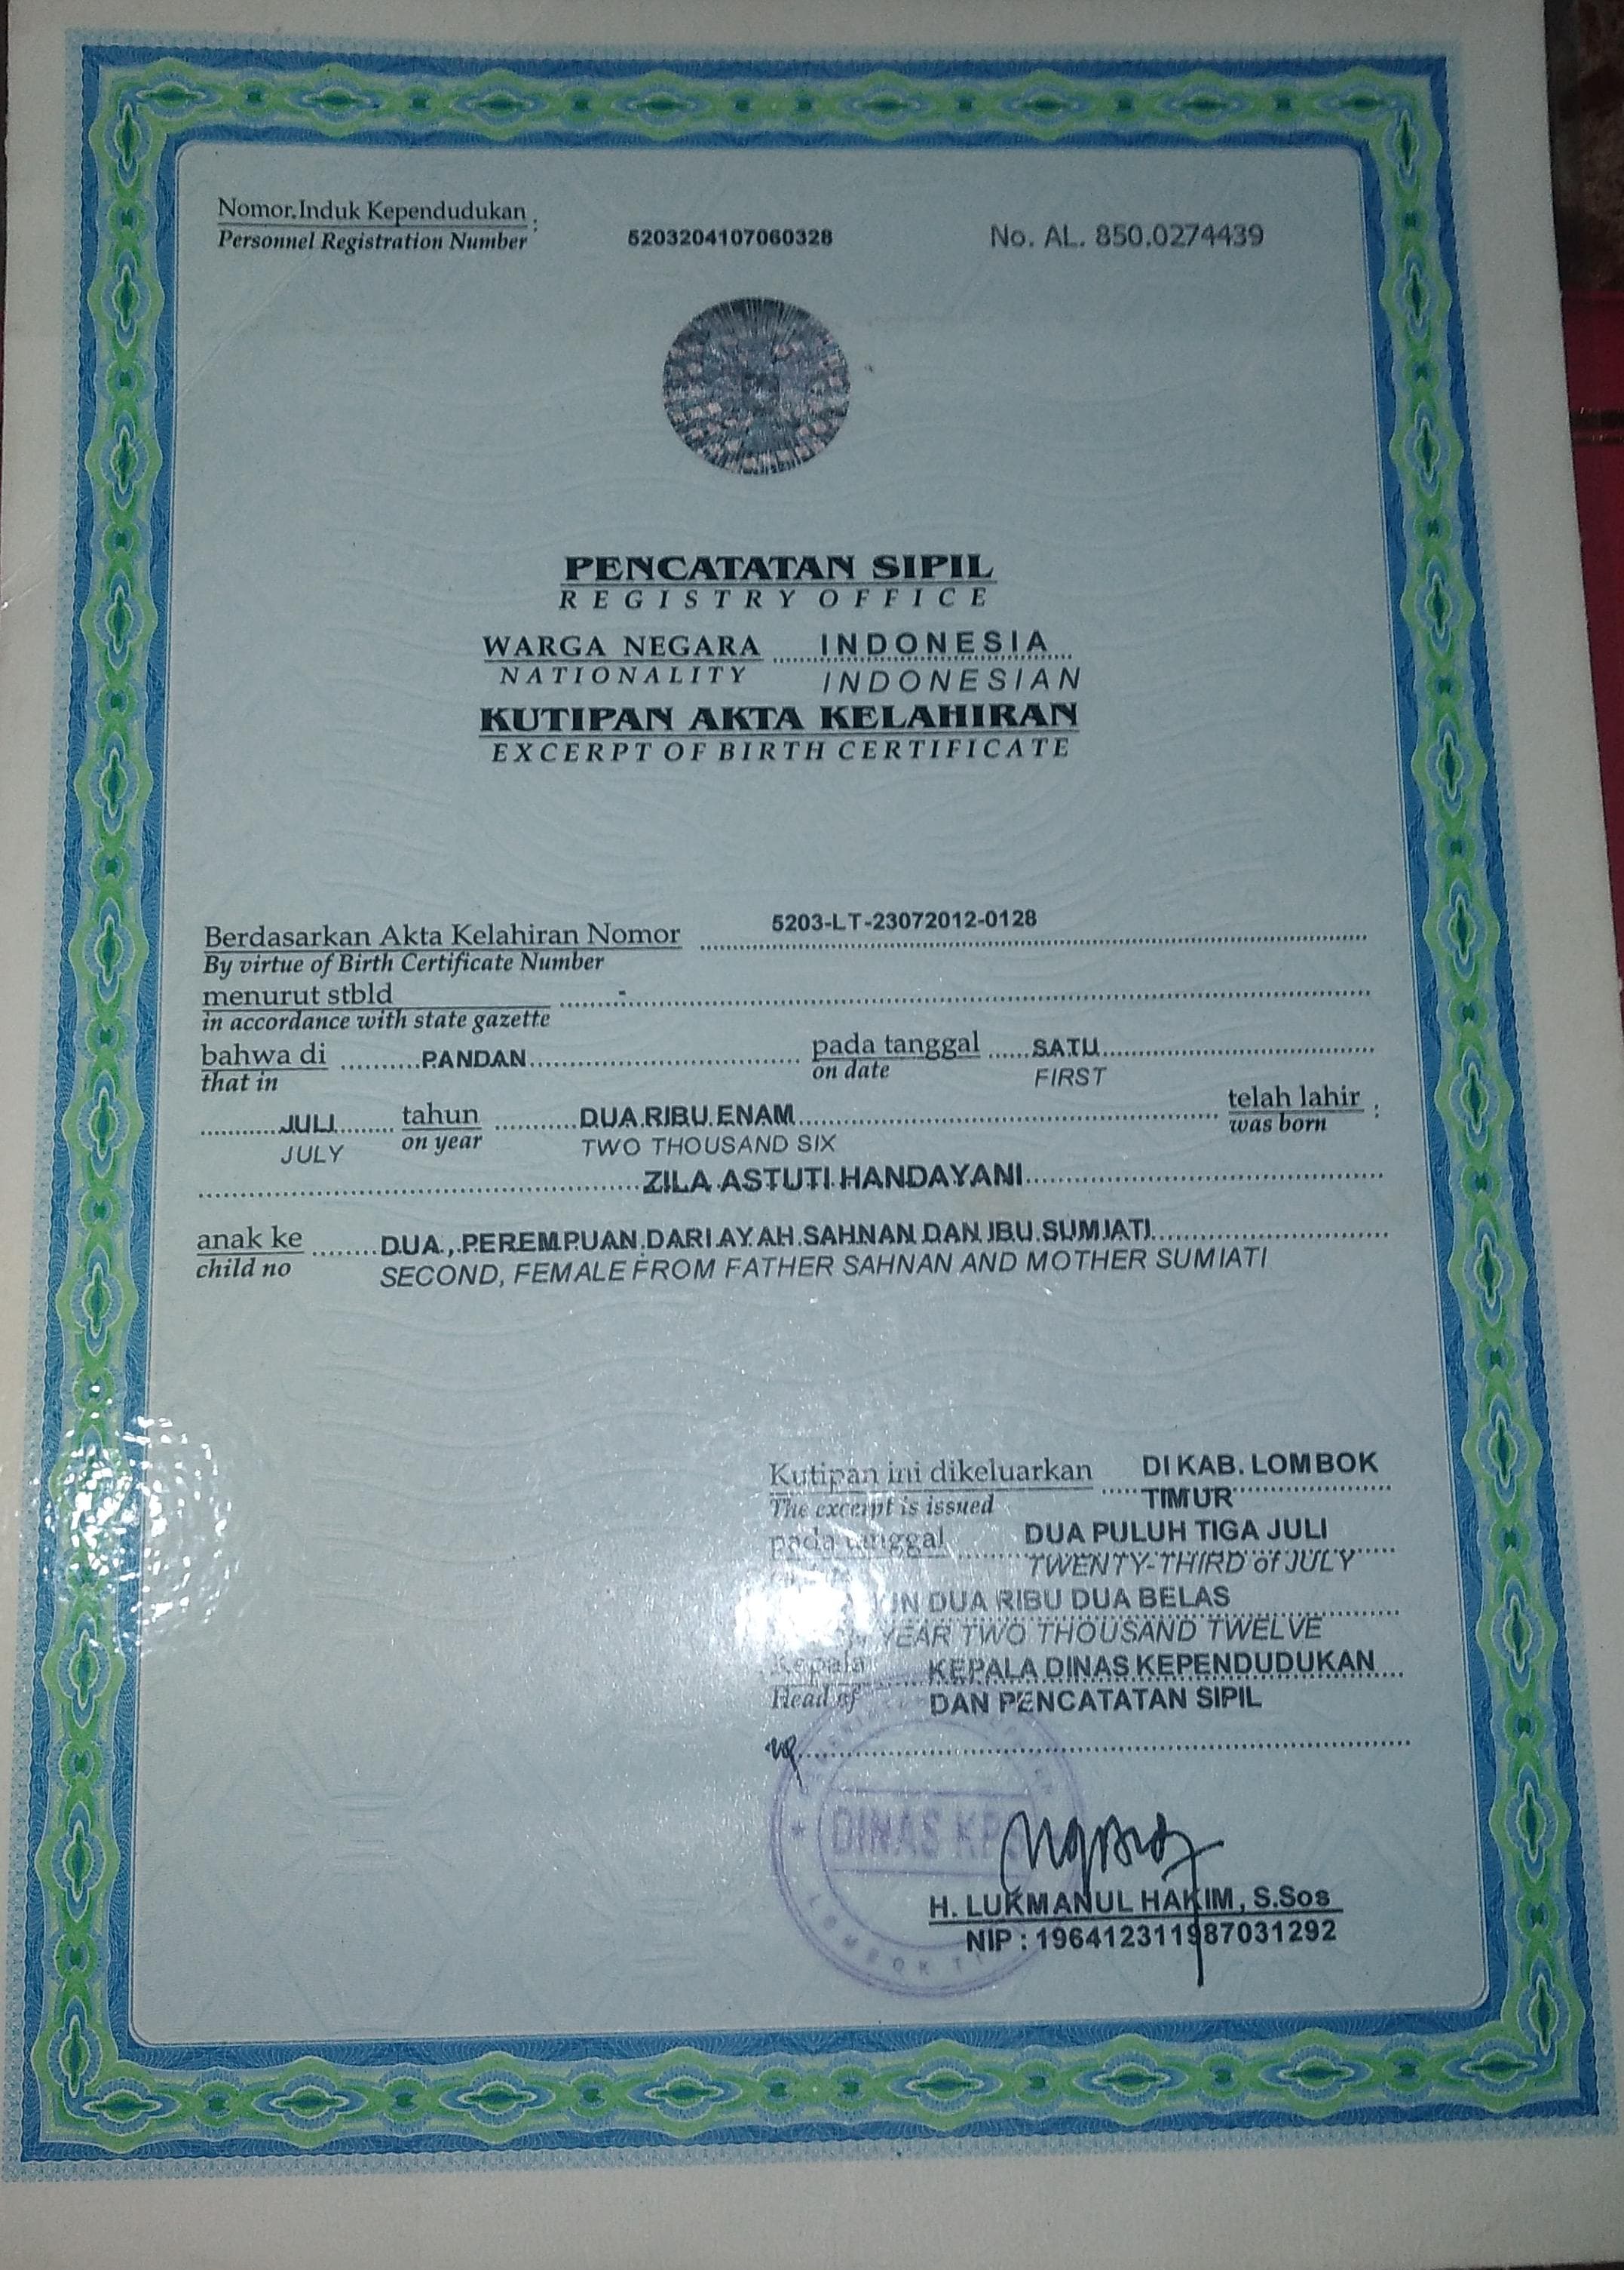 Nomor Induk Kependudukan :
Personnel Registration Number
5203204107060328
No. AL. 850.0274439
PENCATATAN SIPIL
REGISTRY OFFICE
WARGA NEGARA INDONESIA
NATIONALITY INDONESIAN
KUTIPAN AKTA KELAHIRAN
EXCERPT OF BIRTH CERTIFICATE
Berdasarkan Akta Kelahiran Nomor 5203-LT-23072012-0128
By virtue of Birth Certificate Number
menurut stbld -
in accordance with state gazette
bahwa di PANDAN pada tanggal SATU
that in on date FIRST
JULI tahun DUA RIBU ENAM telah lahir :
JULY on year TWO THOUSAND SIX was born
ZILA ASTUTI HANDAYANI
anak ke DUA, PEREMPUAN DARI AYAH SAHNAN DAN IBU SUMIATI
child no SECOND, FEMALE FROM FATHER SAHNAN AND MOTHER SUMIATI
Kutipan ini dikeluarkan DI KAB. LOMBOK
The excerpt is issued TIMUR
pada tanggal DUA PULUH TIGA JULI
TWENTY-THIRD of JULY
DUA RIBU DUA BELAS
YEAR TWO THOUSAND TWELVE
Kepala KEPALA DINAS KEPENDUDUKAN
Head of DAN PENCATATAN SIPIL
DINAS
LOMBOK
H. LUKMANUL HAKIM, S.Sos
NIP : 196412311987031292